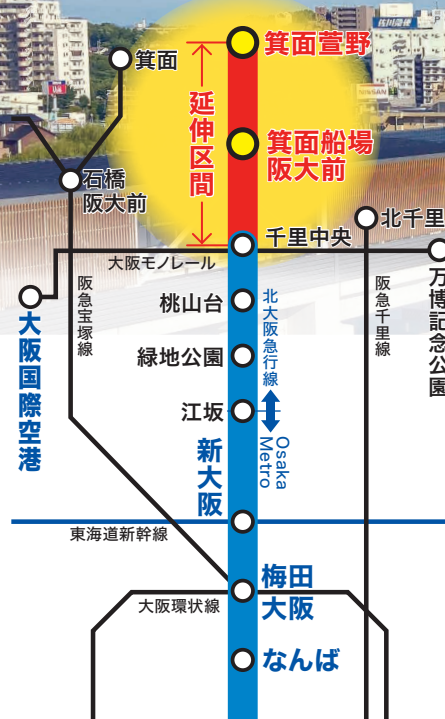 箕面萱野
箕面
延伸区間
箕面船場
阪大前
石橋
阪大前
北千里
千里中央
大阪モノレール
万博記念公園
大阪国際空港
阪急宝塚線
桃山台
北大阪急行線
阪急千里線
緑地公園
江坂
Osaka
Metro
新大阪
東海道新幹線
梅田
大阪
大阪環状線
なんば
NISSAN
佐川急便